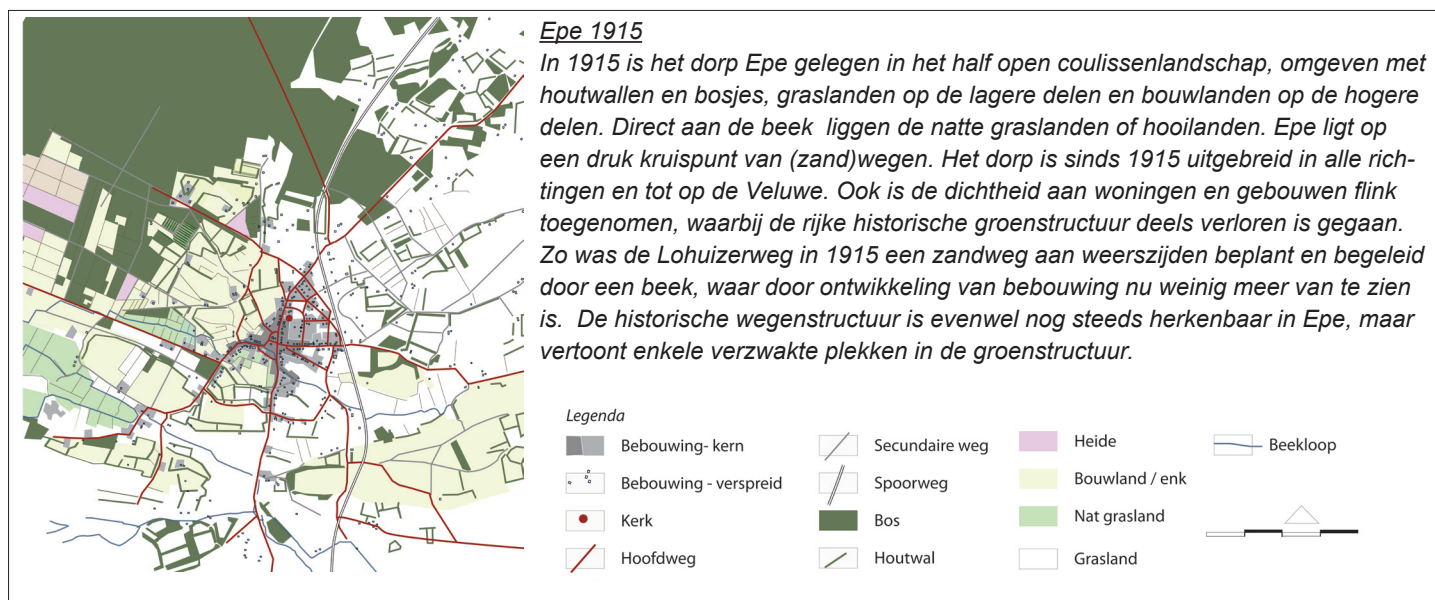 Epe 1915
In 1915 is het dorp Epe gelegen in het half open coulissenlandschap, omgeven met
houtwallen en bosjes, graslanden op de lagere delen en bouwlanden op de hogere
delen. Direct aan de beek liggen de natte graslanden of hooilanden. Epe ligt op
een druk kruispunt van (zand)wegen. Het dorp is sinds 1915 uitgebreid in alle rich-
tingen en tot op de Veluwe. Ook is de dichtheid aan woningen en gebouwen flink
toegenomen, waarbij de rijke historische groenstructuur deels verloren is gegaan.
Zo was de Lohuizerweg in 1915 een zandweg aan weerszijden beplant en begeleid
door een beek, waar door ontwikkeling van bebouwing nu weinig meer van te zien
is. De historische wegenstructuur is evenwel nog steeds herkenbaar in Epe, maar
vertoont enkele verzwakte plekken in de groenstructuur.
Legenda
Bebouwing- kern
Bebouwing - verspreid
Kerk
Hoofdweg
Secundaire weg
Spoorweg
Bos
Houtwal
Heide
Bouwland / enk
Nat grasland
Grasland
Beekloop